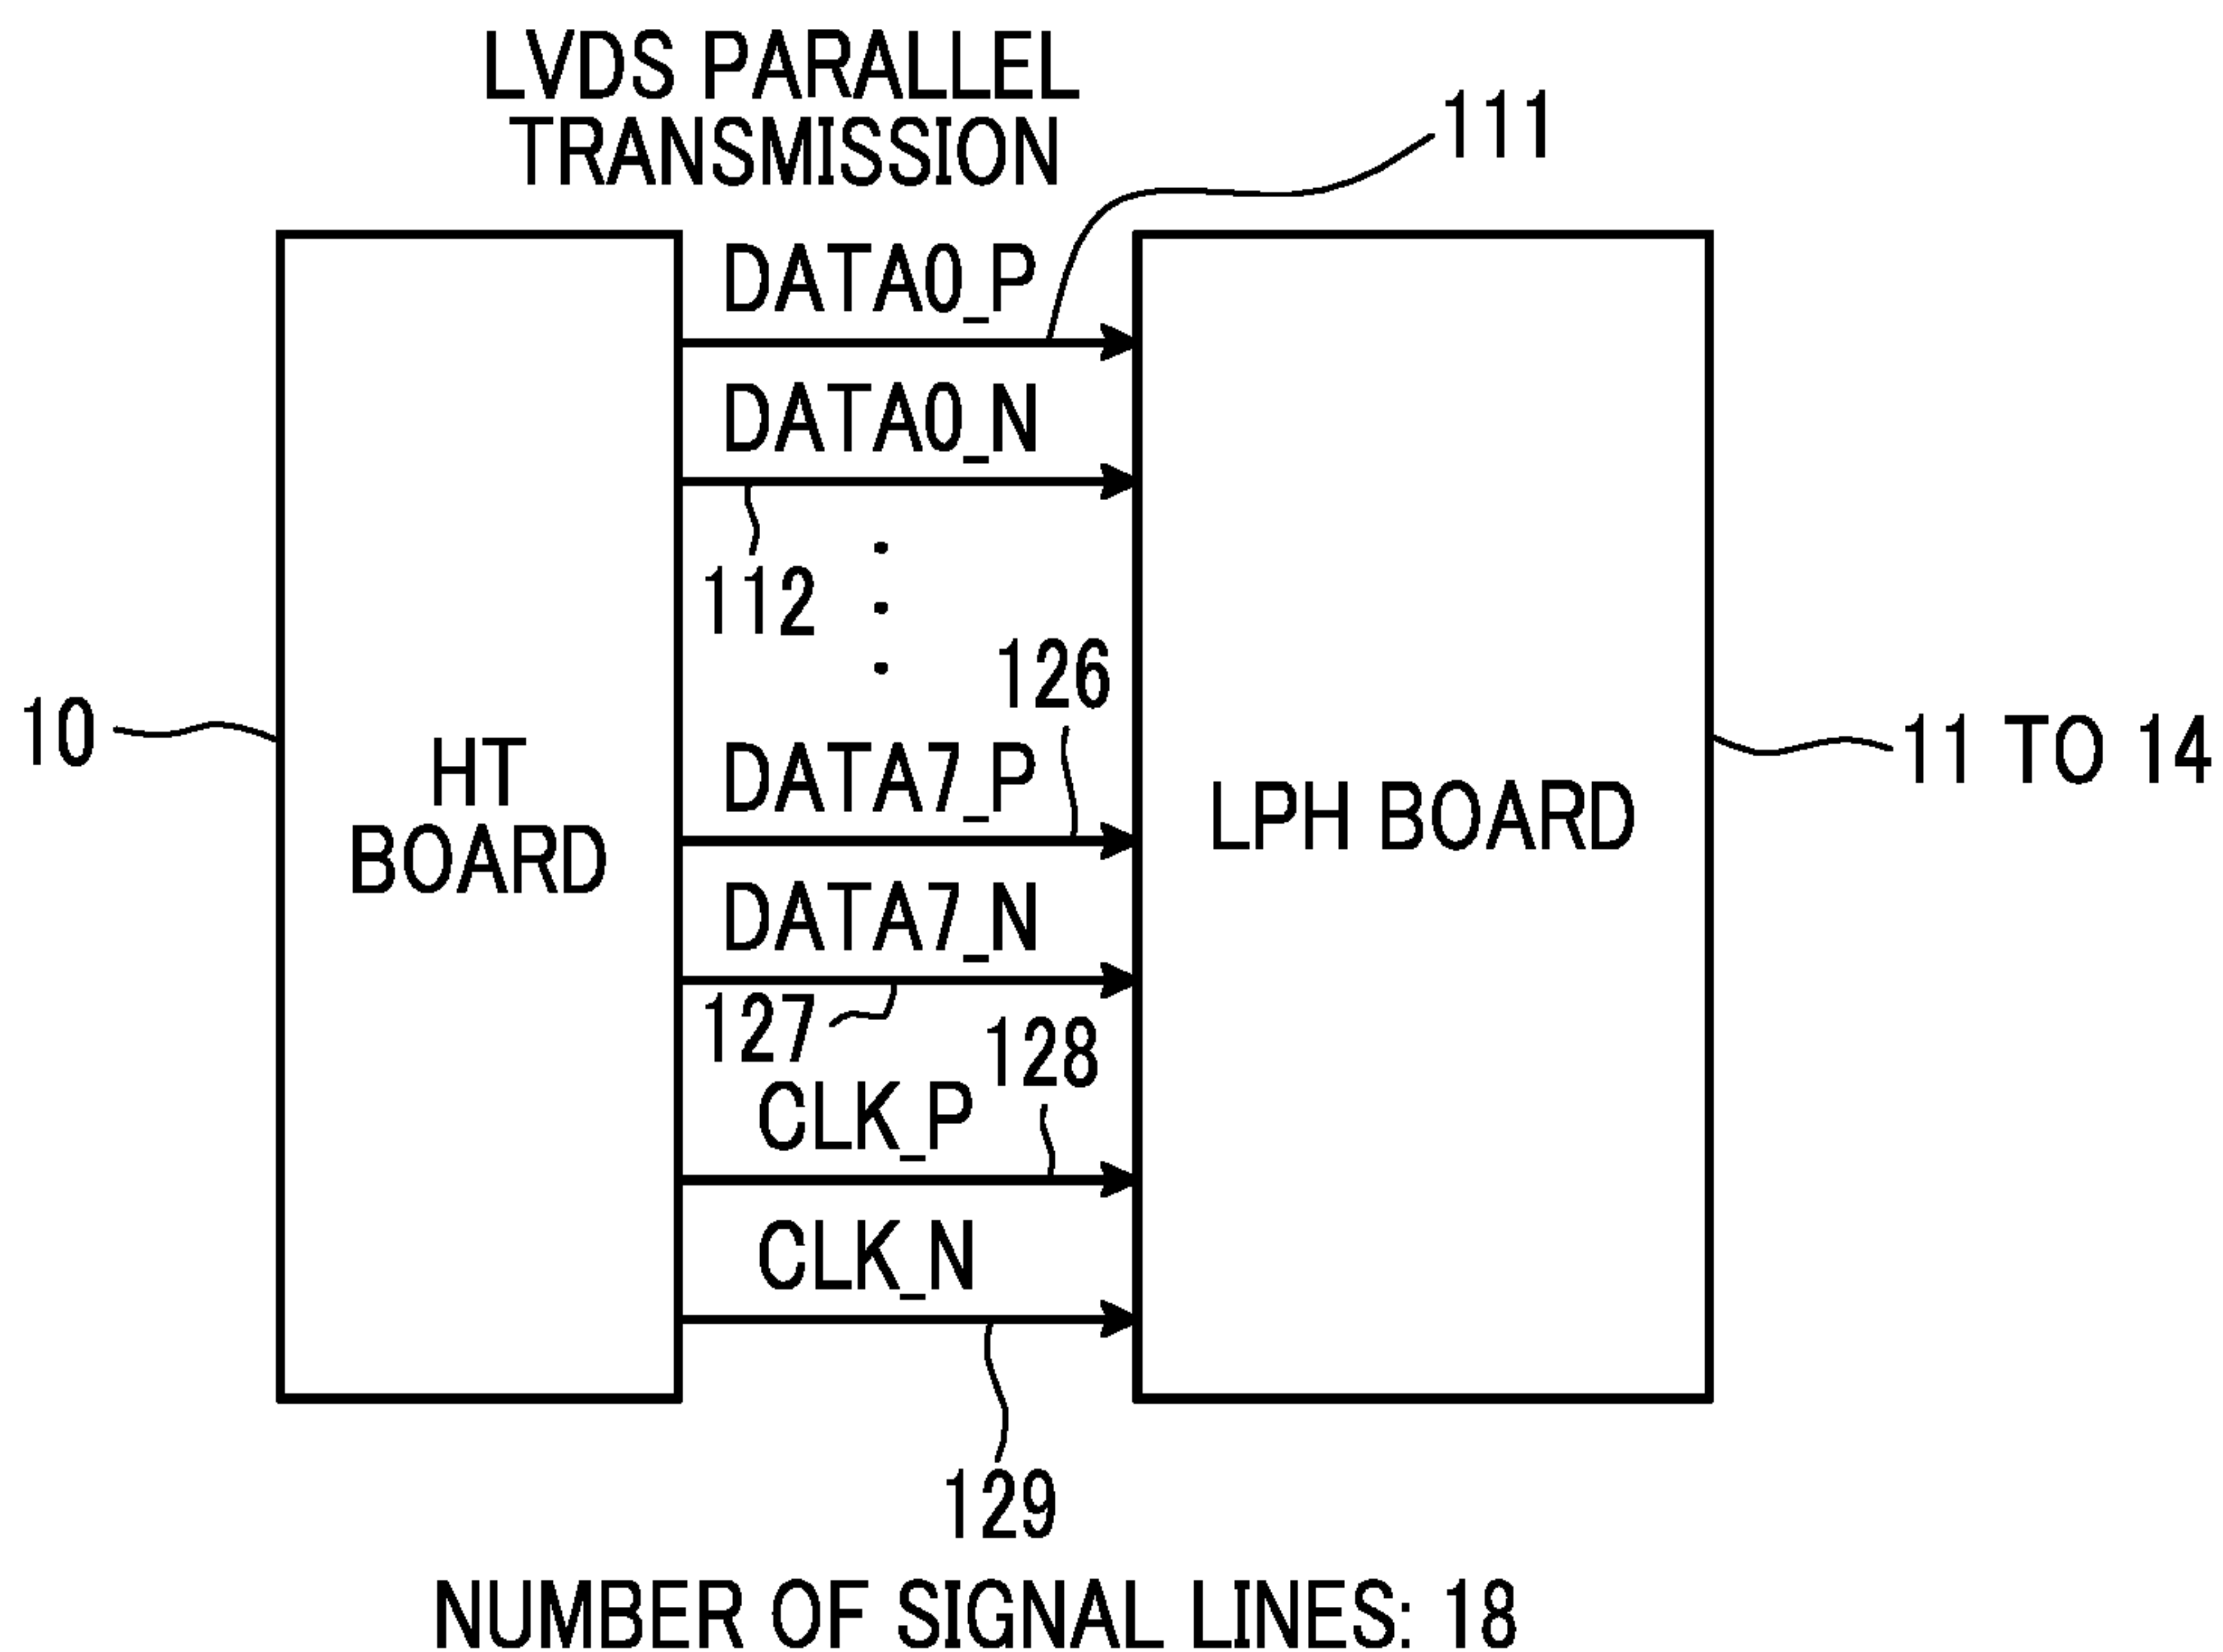 LVDS PARALLEL
TRANSMISSION
111
DATA0_P
DATA0_N
112
126
10
HT
BOARD
DATA7_P
LPH BOARD
11 TO 14
DATA7_N
127
128
CLK_P
CLK_N
129
NUMBER OF SIGNAL LINES: 18